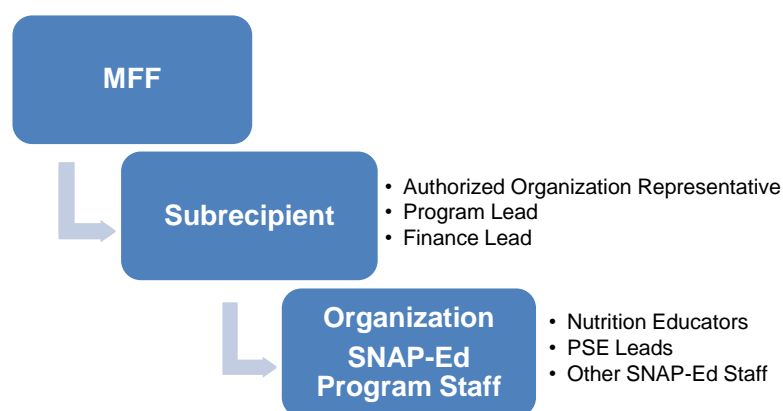 MFF
Subrecipient
• Authorized Organization Representative
• Program Lead
• Finance Lead
Organization
SNAP-Ed
Program Staff
• Nutrition Educators
• PSE Leads
• Other SNAP-Ed Staff